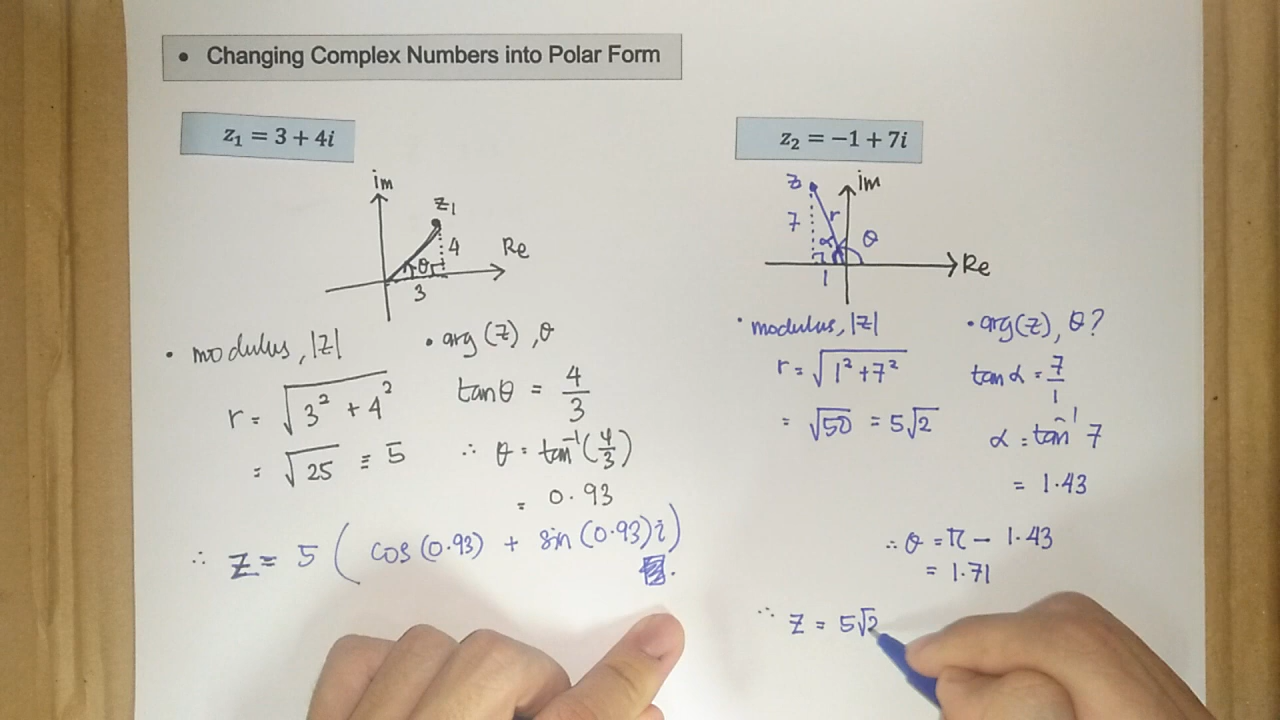 • Changing Complex Numbers into Polar Form
z₁ = 3 + 4i
im
z₁
4
Re
θ
3
• modulus, |z|
r = √(3² + 4²)
= √25 = 5
• arg(z), θ
tanθ = 4/3
∴ θ = tan⁻¹(4/3)
= 0.93
∴ z = 5 ( cos(0.93) + sin(0.93)i ).
z₂ = −1 + 7i
z
im
7
r
α
θ
Re
1
• modulus, |z|
r = √(1² + 7²)
= √50 = 5√2
• arg(z), θ?
tan α = 7/1
α = tan⁻¹ 7
= 1.43
∴ θ = π − 1.43
= 1.71
∴ z = 5√2